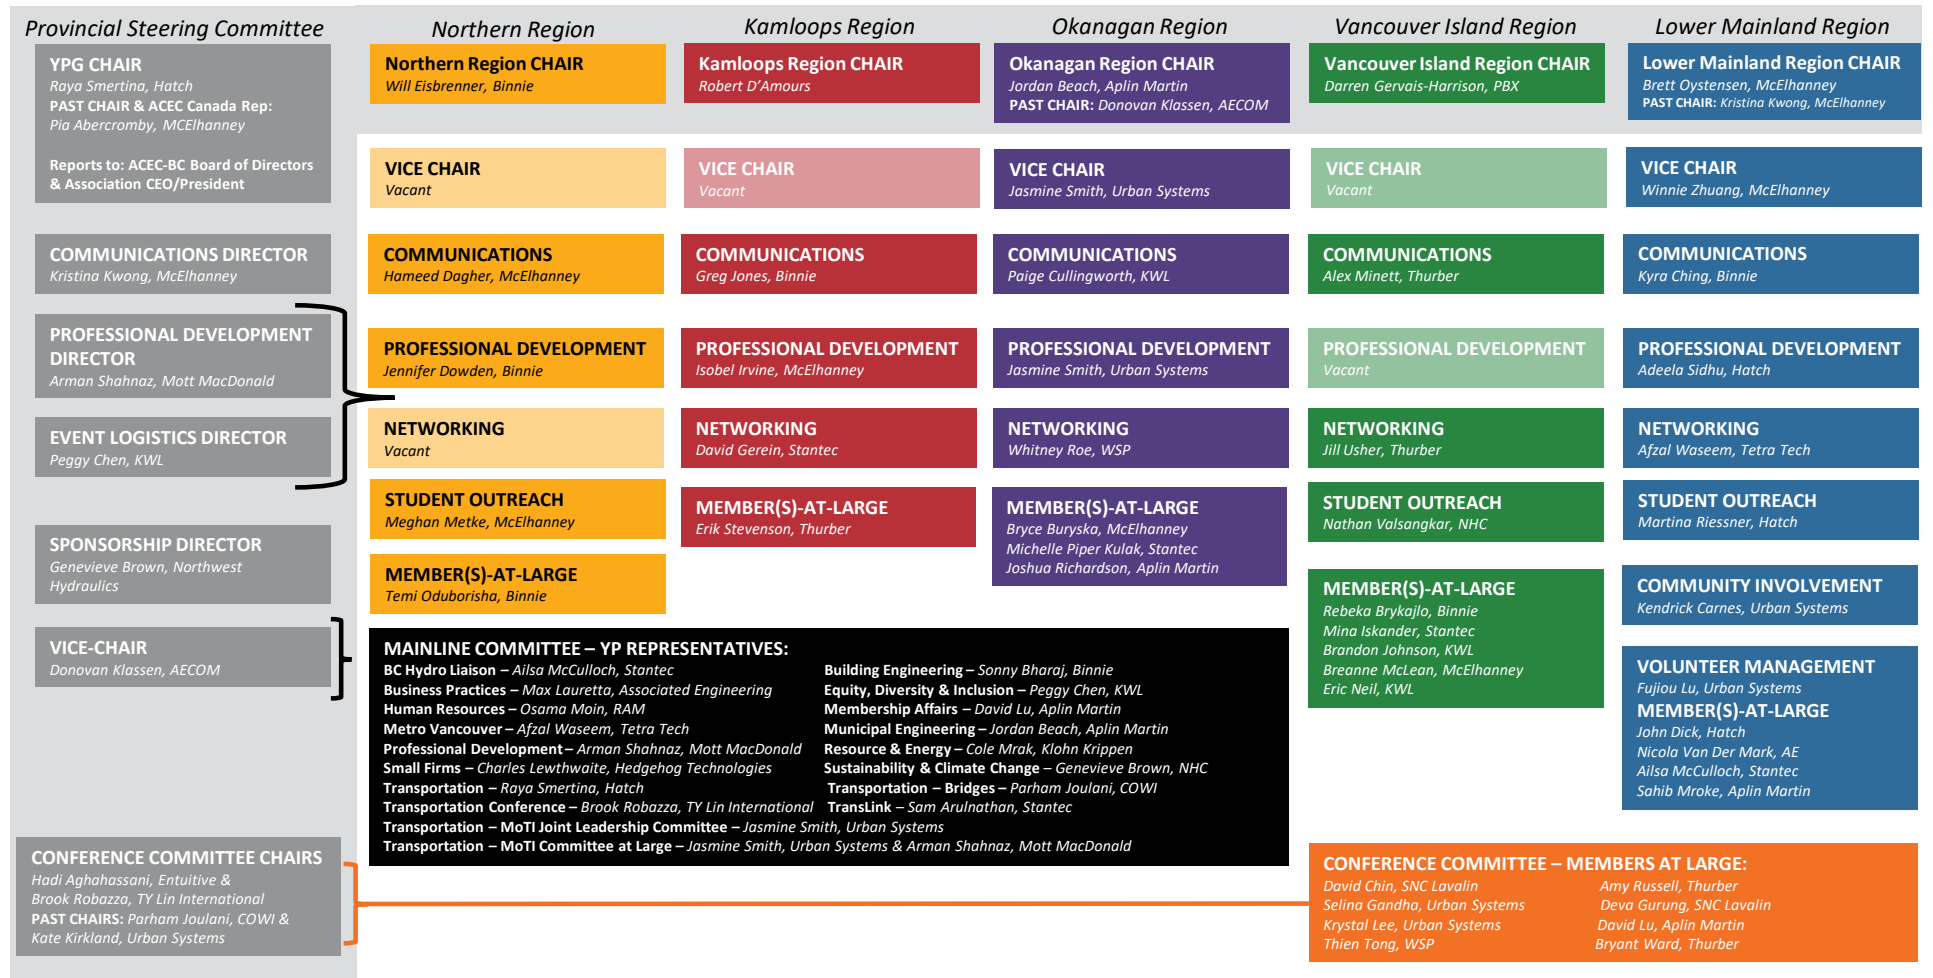 Provincial Steering Committee
YPG CHAIR
Raya Smertina, Hatch
PAST CHAIR & ACEC Canada Rep:
Pia Abercromby, MCElhanney
Reports to: ACEC-BC Board of Directors
& Association CEO/President
COMMUNICATIONS DIRECTOR
Kristina Kwong, McElhanney
PROFESSIONAL DEVELOPMENT
DIRECTOR
Arman Shahnaz, Mott MacDonald
EVENT LOGISTICS DIRECTOR
Peggy Chen, KWL
SPONSORSHIP DIRECTOR
Genevieve Brown, Northwest
Hydraulics
VICE-CHAIR
Donovan Klassen, AECOM
CONFERENCE COMMITTEE CHAIRS
Hadi Aghahassani, Entuitive &
Brook Robazza, TY Lin International
PAST CHAIRS: Parham Joulani, COWI &
Kate Kirkland, Urban Systems
Northern Region
Northern Region CHAIR
Will Eisbrenner, Binnie
VICE CHAIR
Vacant
COMMUNICATIONS
Hameed Dagher, McElhanney
PROFESSIONAL DEVELOPMENT
Jennifer Dowden, Binnie
NETWORKING
Vacant
STUDENT OUTREACH
Meghan Metke, McElhanney
MEMBER(S)-AT-LARGE
Temi Oduborisha, Binnie
Kamloops Region
Kamloops Region CHAIR
Robert D'Amours
VICE CHAIR
Vacant
COMMUNICATIONS
Greg Jones, Binnie
PROFESSIONAL DEVELOPMENT
Isobel Irvine, McElhanney
NETWORKING
David Gerein, Stantec
MEMBER(S)-AT-LARGE
Erik Stevenson, Thurber
Okanagan Region
Okanagan Region CHAIR
Jordan Beach, Aplin Martin
PAST CHAIR: Donovan Klassen, AECOM
VICE CHAIR
Jasmine Smith, Urban Systems
COMMUNICATIONS
Paige Cullingworth, KWL
PROFESSIONAL DEVELOPMENT
Jasmine Smith, Urban Systems
NETWORKING
Whitney Roe, WSP
MEMBER(S)-AT-LARGE
Bryce Buryska, McElhanney
Michelle Piper Kulak, Stantec
Joshua Richardson, Aplin Martin
Vancouver Island Region
Vancouver Island Region CHAIR
Darren Gervais-Harrison, PBX
VICE CHAIR
Vacant
COMMUNICATIONS
Alex Minett, Thurber
PROFESSIONAL DEVELOPMENT
Vacant
NETWORKING
Jill Usher, Thurber
STUDENT OUTREACH
Nathan Valsangkar, NHC
MEMBER(S)-AT-LARGE
Rebeka Brykajlo, Binnie
Mina Iskander, Stantec
Brandon Johnson, KWL
Breanne McLean, McElhanney
Eric Neil, KWL
Lower Mainland Region
Lower Mainland Region CHAIR
Brett Oystensen, McElhanney
PAST CHAIR: Kristina Kwong, McElhanney
VICE CHAIR
Winnie Zhuang, McElhanney
COMMUNICATIONS
Kyra Ching, Binnie
PROFESSIONAL DEVELOPMENT
Adeela Sidhu, Hatch
NETWORKING
Afzal Waseem, Tetra Tech
STUDENT OUTREACH
Martina Riessner, Hatch
COMMUNITY INVOLVEMENT
Kendrick Carnes, Urban Systems
VOLUNTEER MANAGEMENT
Fujiou Lu, Urban Systems
MEMBER(S)-AT-LARGE
John Dick, Hatch
Nicola Van Der Mark, AE
Ailsa McCulloch, Stantec
Sahib Mroke, Aplin Martin
MAINLINE COMMITTEE – YP REPRESENTATIVES:
BC Hydro Liaison – Ailsa McCulloch, Stantec
Business Practices – Max Lauretta, Associated Engineering
Human Resources – Osama Moin, RAM
Metro Vancouver – Afzal Waseem, Tetra Tech
Professional Development – Arman Shahnaz, Mott MacDonald
Small Firms – Charles Lewthwaite, Hedgehog Technologies
Transportation – Raya Smertina, Hatch
Transportation Conference – Brook Robazza, TY Lin International
Transportation – MoTI Joint Leadership Committee – Jasmine Smith, Urban Systems
Transportation – MoTI Committee at Large – Jasmine Smith, Urban Systems & Arman Shahnaz, Mott MacDonald
Building Engineering – Sonny Bharaj, Binnie
Equity, Diversity & Inclusion – Peggy Chen, KWL
Membership Affairs – David Lu, Aplin Martin
Municipal Engineering – Jordan Beach, Aplin Martin
Resource & Energy – Cole Mrak, Klohn Krippen
Sustainability & Climate Change – Genevieve Brown, NHC
Transportation – Bridges – Parham Joulani, COWI
TransLink – Sam Arulnathan, Stantec
CONFERENCE COMMITTEE – MEMBERS AT LARGE:
David Chin, SNC Lavalin
Selina Gandha, Urban Systems
Krystal Lee, Urban Systems
Thien Tong, WSP
Amy Russell, Thurber
Deva Gurung, SNC Lavalin
David Lu, Aplin Martin
Bryant Ward, Thurber